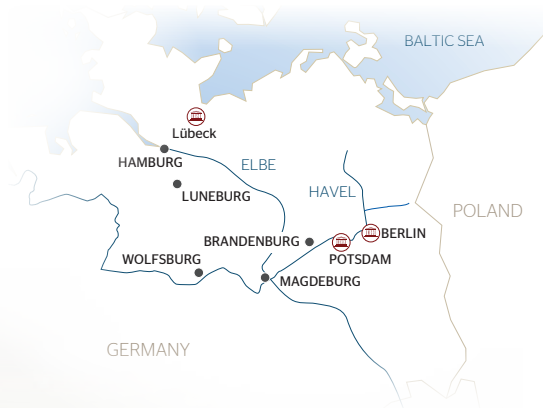 BALTIC SEA
Lübeck
HAMBURG
ELBE
LUNEBURG
HAVEL
POLAND
BRANDENBURG
BERLIN
WOLFSBURG
POTSDAM
MAGDEBURG
GERMANY